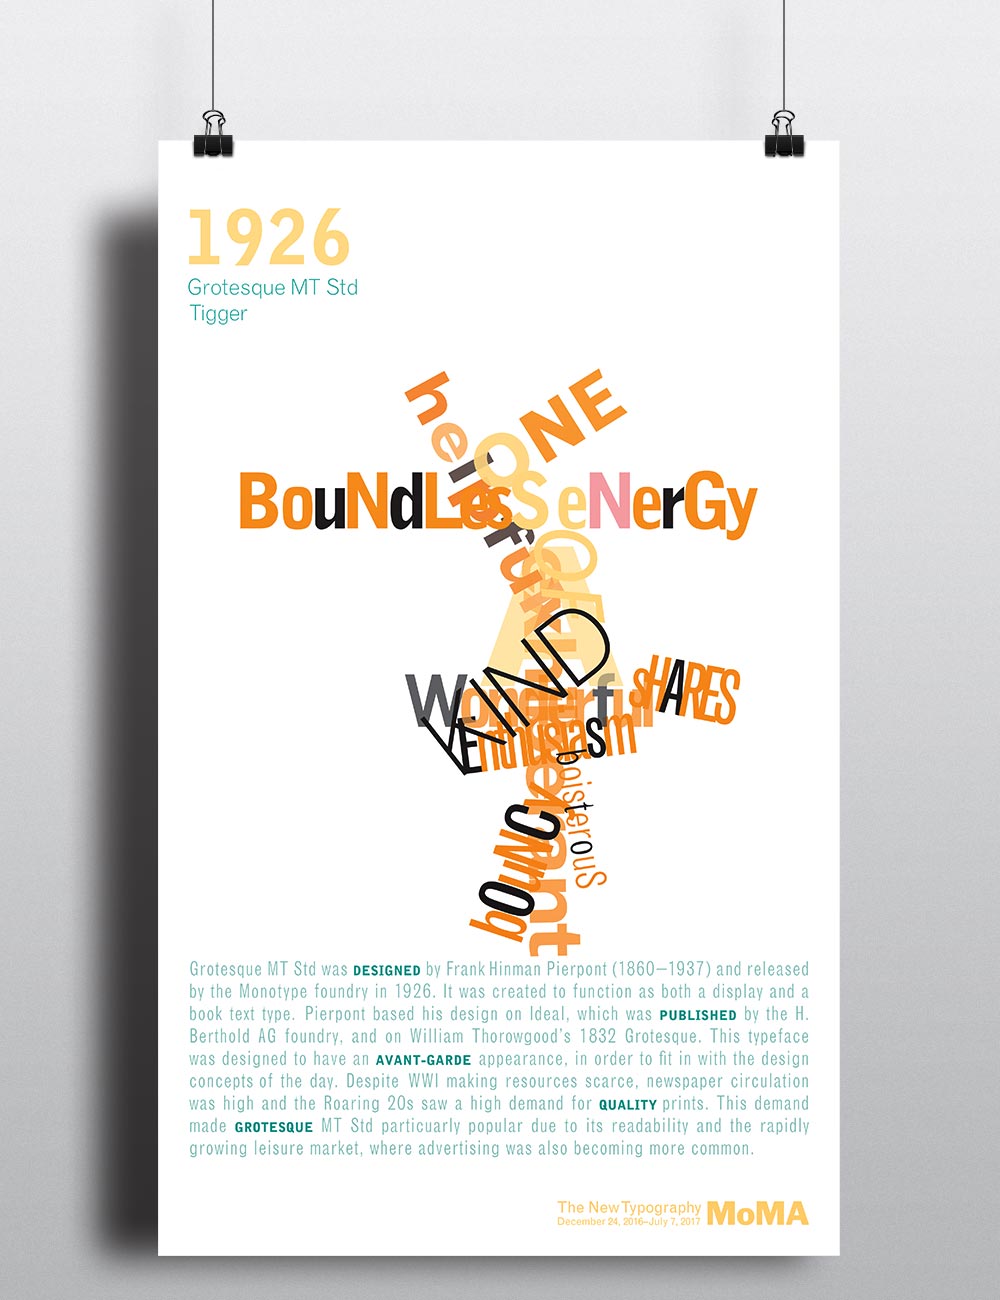 1926
Grotesque MT Std
Tigger
helpful
ONE
BouNdLess eNerGy
OSO
OF A
KIND
Wonderful
sHARES
Enthusiasm
boisterouS
bOuNCy
Grotesque MT Std was DESIGNED by Frank Hinman Pierpont (1860—1937) and released
by the Monotype foundry in 1926. It was created to function as both a display and a
book text type. Pierpont based his design on Ideal, which was PUBLISHED by the H.
Berthold AG foundry, and on William Thorowgood's 1832 Grotesque. This typeface
was designed to have an AVANT-GARDE appearance, in order to fit in with the design
concepts of the day. Despite WWI making resources scarce, newspaper circulation
was high and the Roaring 20s saw a high demand for QUALITY prints. This demand
made GROTESQUE MT Std particuarly popular due to its readability and the rapidly
growing leisure market, where advertising was also becoming more common.
The New Typography
December 24, 2016–July 7, 2017
MoMA